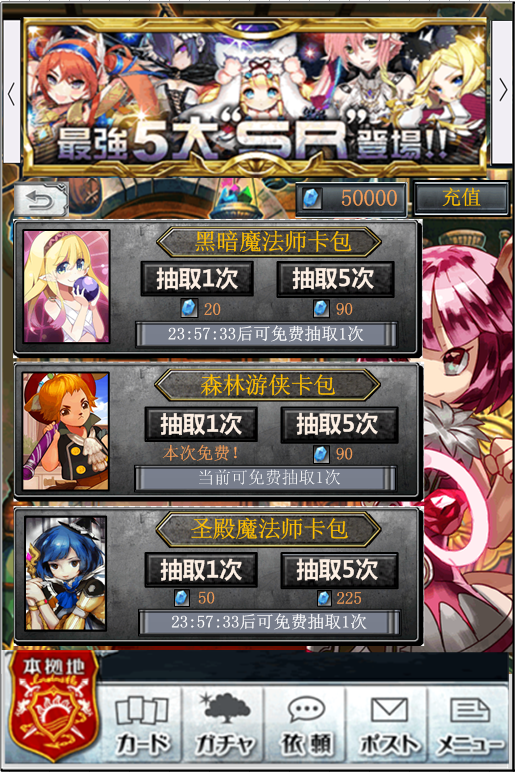 最強5大"SR"登場!!
50000
充值
黑暗魔法师卡包
抽取1次
抽取5次
20
90
23:57:33后可免费抽取1次
森林游侠卡包
抽取1次
抽取5次
本次免费!
90
当前可免费抽取1次
圣殿魔法师卡包
抽取1次
抽取5次
50
225
23:57:33后可免费抽取1次
本拠地
カード
ガチャ
依頼
ポスト
メニュー